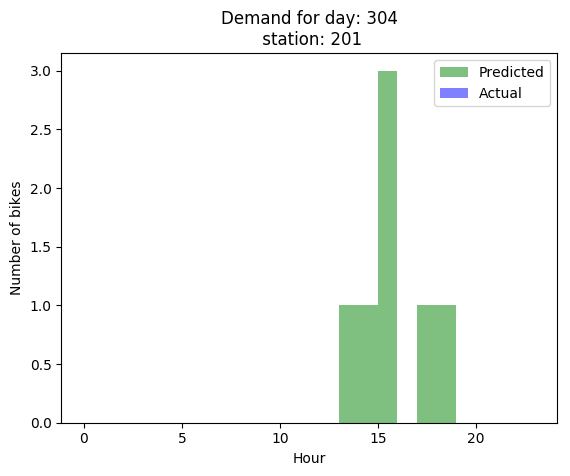 Demand for day: 304
station: 201
Predicted
Actual
3.0
2.5
2.0
1.5
1.0
0.5
0.0
Number of bikes
0 5 10 15 20
Hour